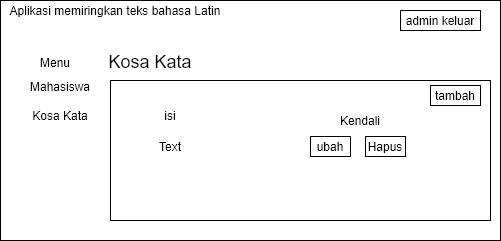 Aplikasi memiringkan teks bahasa Latin
admin keluar
Menu
Kosa Kata
Mahasiswa
tambah
Kosa Kata
isi
Kendali
Text
ubah
Hapus